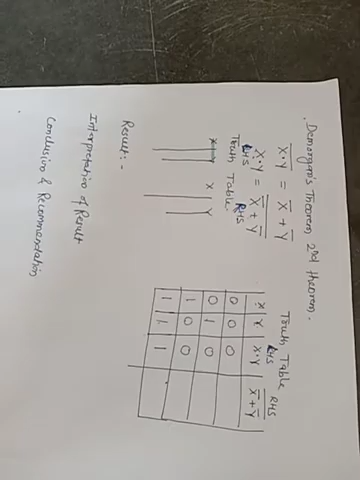 Demorgan's Theorem 2nd theorem.
X̅·̅Y̅ = X̅ + Y̅
LHS RHS
X·Y = X̿ ̅+̅ Y̿
Truth Table
X X Y
Result:-
Interpretation of Result
Conclusion & Recommendation
Truth Table
LHS RHS
X Y X·Y X̿ ̅+̅ Y̿
0 0 0
0 1 0
1 0 0
1 1 1